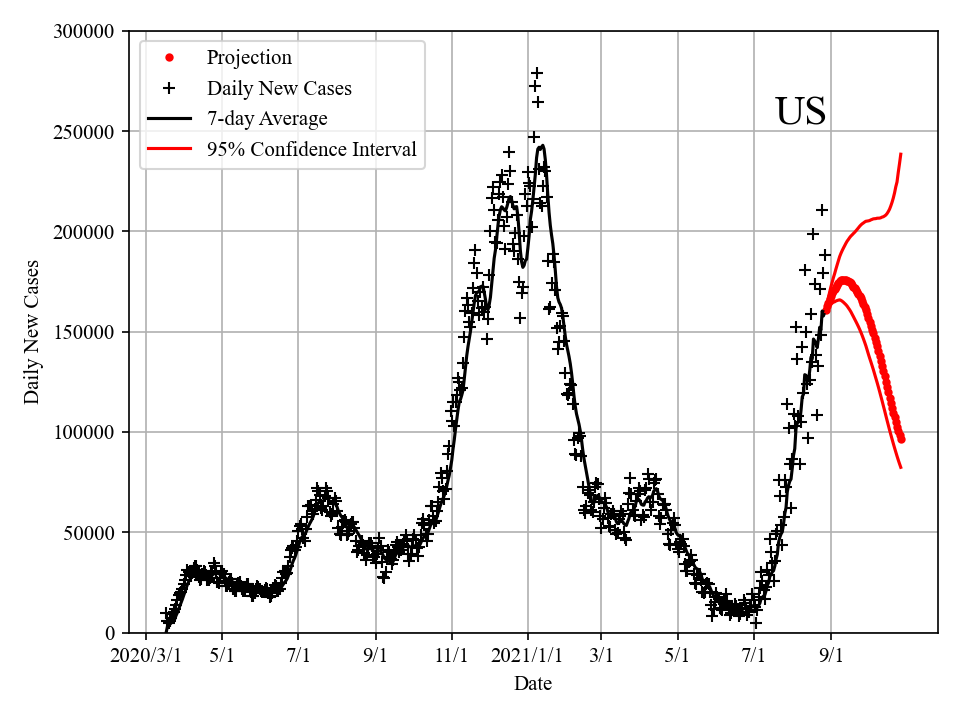 300000
250000
200000
150000
100000
50000
0
Daily New Cases
Projection
Daily New Cases
7-day Average
95% Confidence Interval
US
2020/3/1 5/1 7/1 9/1 11/1 2021/1/1 3/1 5/1 7/1 9/1
Date